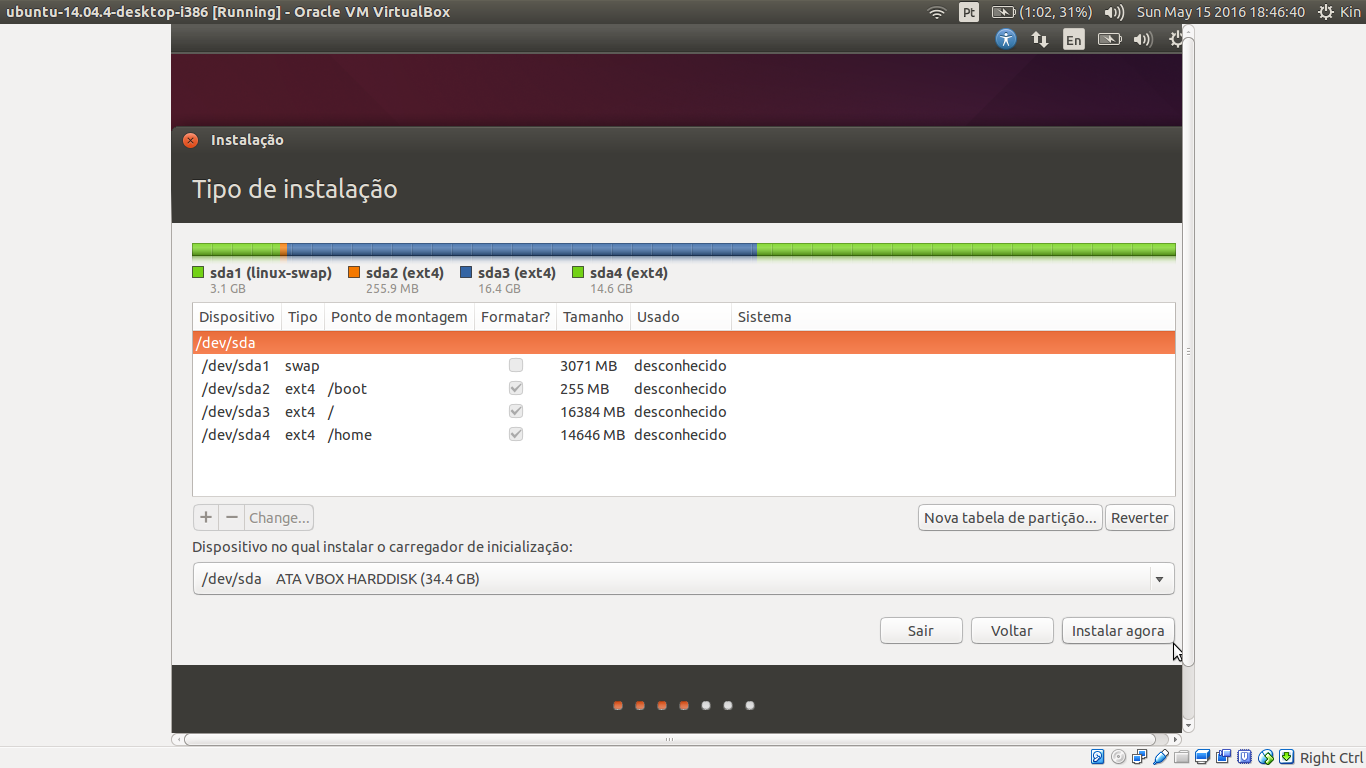 ubuntu-14.04.4-desktop-i386 [Running] - Oracle VM VirtualBox
Pt (1:02, 31%) Sun May 15 2016 18:46:40 Kin
En
Instalação
Tipo de instalação
sda1 (linux-swap) sda2 (ext4) sda3 (ext4) sda4 (ext4)
3.1 GB 255.9 MB 16.4 GB 14.6 GB
Dispositivo Tipo Ponto de montagem Formatar? Tamanho Usado Sistema
/dev/sda
/dev/sda1 swap 3071 MB desconhecido
/dev/sda2 ext4 /boot 255 MB desconhecido
/dev/sda3 ext4 / 16384 MB desconhecido
/dev/sda4 ext4 /home 14646 MB desconhecido
+ − Change... Nova tabela de partição... Reverter
Dispositivo no qual instalar o carregador de inicialização:
/dev/sda ATA VBOX HARDDISK (34.4 GB)
Sair Voltar Instalar agora
Right Ctrl